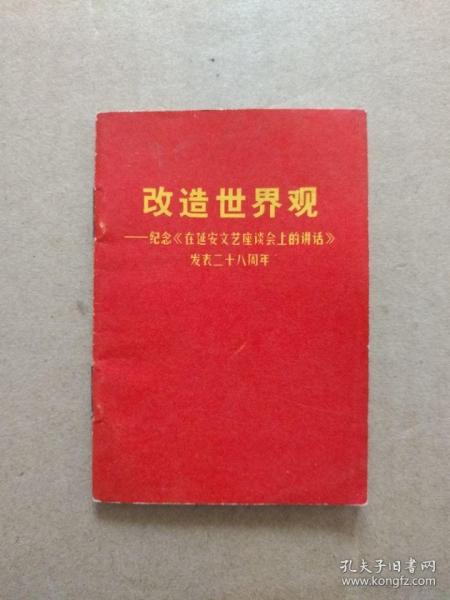 改造世界观
——纪念《在延安文艺座谈会上的讲话》
发表二十八周年
孔夫子旧书网
www.kongfz.com